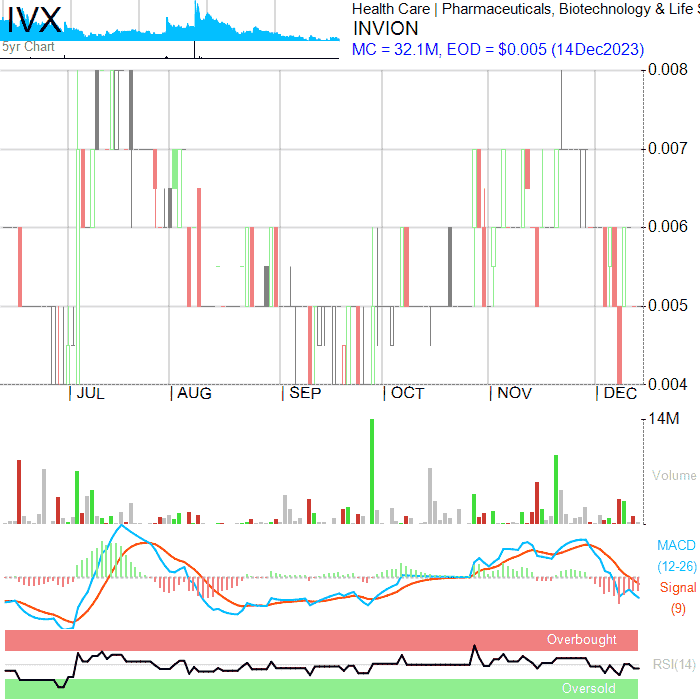 IVX
5yr Chart
Health Care | Pharmaceuticals, Biotechnology & Life S
INVION
MC = 32.1M, EOD = $0.005 (14Dec2023)
0.008
0.007
0.006
0.005
0.004
| JUL | AUG | SEP | OCT | NOV | DEC
14M
Volume
MACD
(12-26)
Signal
(9)
Overbought
RSI(14)
Oversold